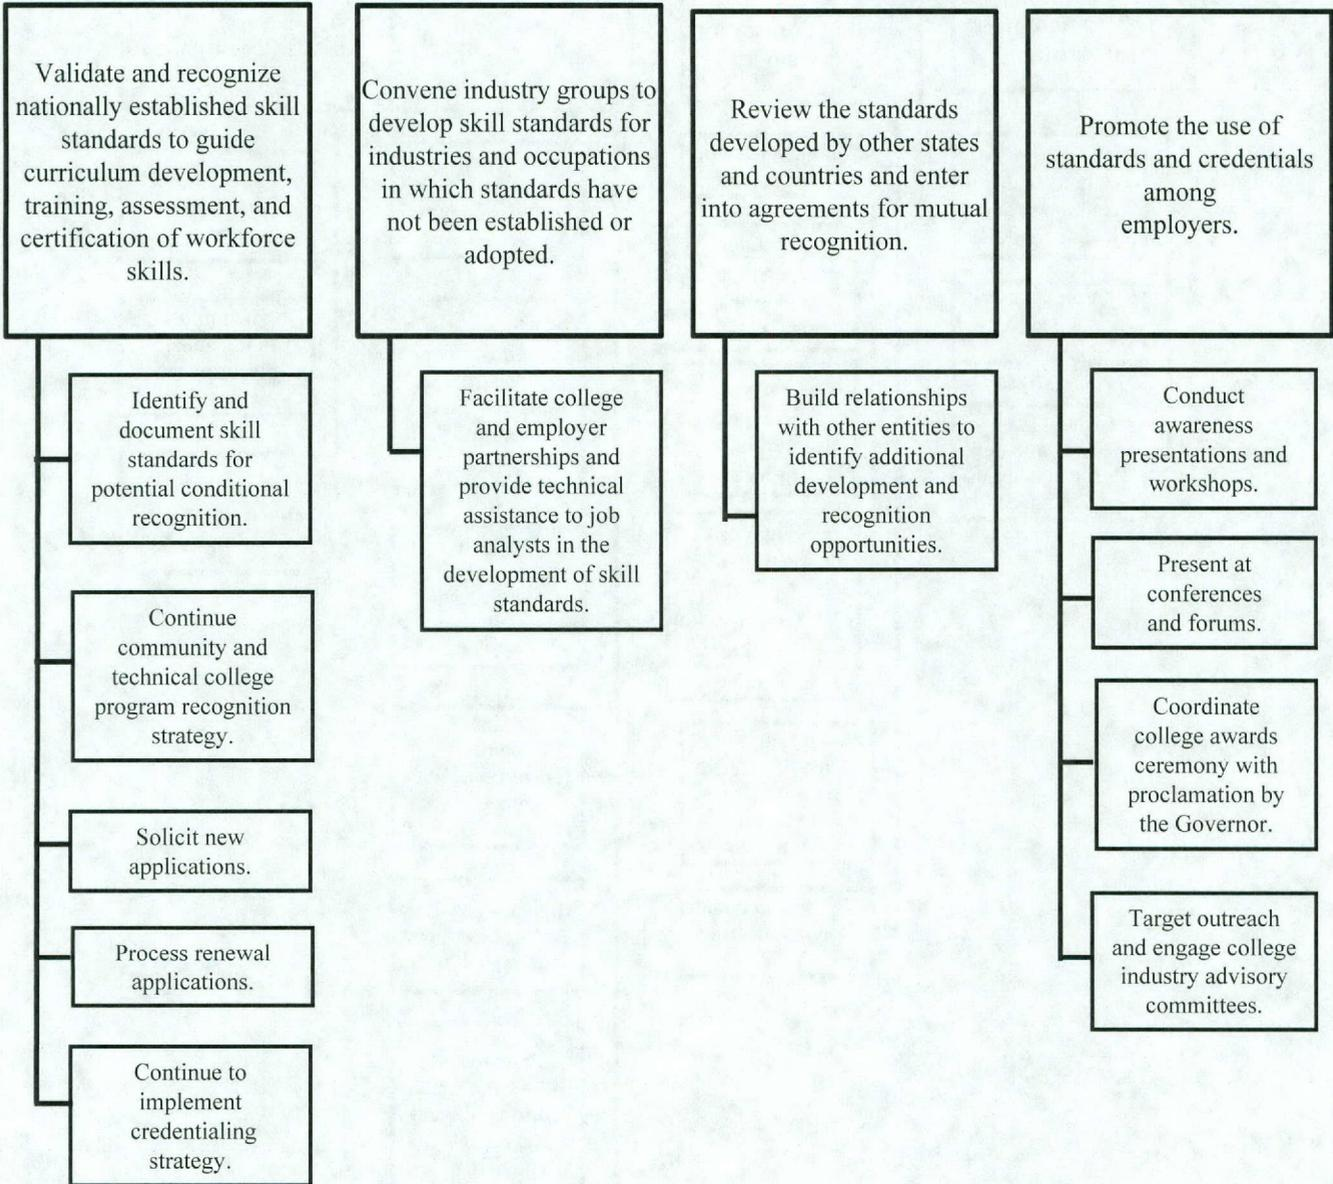 Validate and recognize
nationally established skill
standards to guide
curriculum development,
training, assessment, and
certification of workforce
skills.
Identify and
document skill
standards for
potential conditional
recognition.
Continue
community and
technical college
program recognition
strategy.
Solicit new
applications.
Process renewal
applications.
Continue to
implement
credentialing
strategy.
Convene industry groups to
develop skill standards for
industries and occupations
in which standards have
not been established or
adopted.
Facilitate college
and employer
partnerships and
provide technical
assistance to job
analysts in the
development of skill
standards.
Review the standards
developed by other states
and countries and enter
into agreements for mutual
recognition.
Build relationships
with other entities to
identify additional
development and
recognition
opportunities.
Promote the use of
standards and credentials
among
employers.
Conduct
awareness
presentations and
workshops.
Present at
conferences
and forums.
Coordinate
college awards
ceremony with
proclamation by
the Governor.
Target outreach
and engage college
industry advisory
committees.